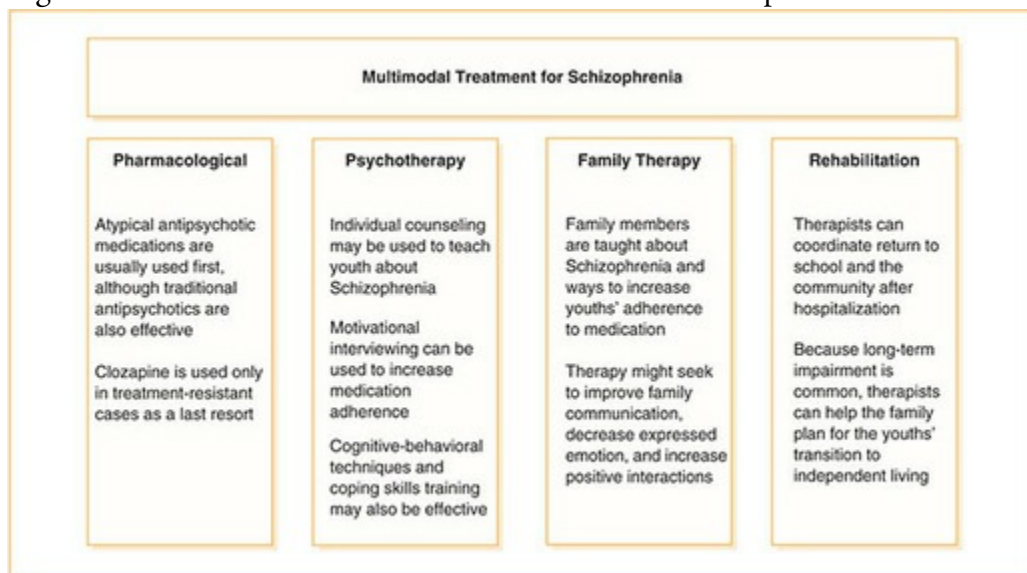 Multimodal Treatment for Schizophrenia
Pharmacological
Atypical antipsychotic
medications are
usually used first,
although traditional
antipsychotics are
also effective
Clozapine is used only
in treatment-resistant
cases as a last resort
Psychotherapy
Individual counseling
may be used to teach
youth about
Schizophrenia
Motivational
interviewing can be
used to increase
medication
adherence
Cognitive-behavioral
techniques and
coping skills training
may also be effective
Family Therapy
Family members
are taught about
Schizophrenia and
ways to increase
youths' adherence
to medication
Therapy might seek
to improve family
communication,
decrease expressed
emotion, and increase
positive interactions
Rehabilitation
Therapists can
coordinate return to
school and the
community after
hospitalization
Because long-term
impairment is
common, therapists
can help the family
plan for the youths'
transition to
independent living